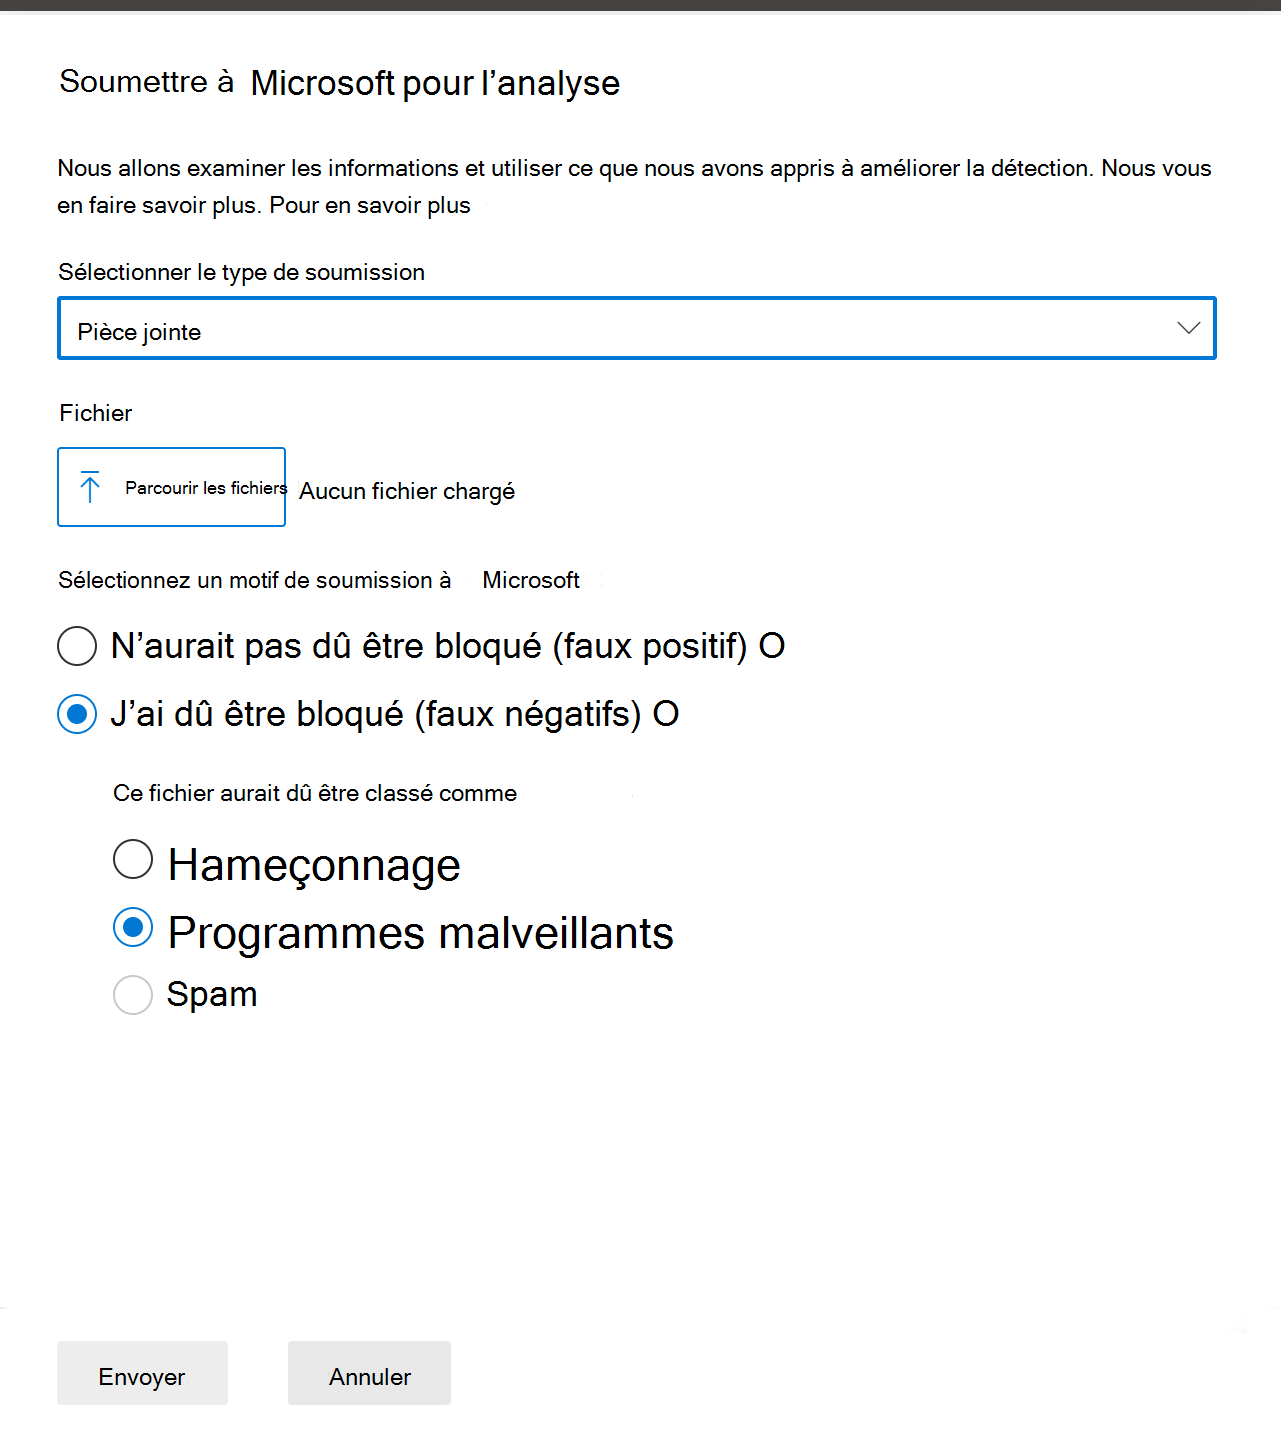 Soumettre à Microsoft pour l’analyse
Nous allons examiner les informations et utiliser ce que nous avons appris à améliorer la détection. Nous vous
en faire savoir plus. Pour en savoir plus
Sélectionner le type de soumission
Pièce jointe
Fichier
Parcourir les fichiers Aucun fichier chargé
Sélectionnez un motif de soumission à Microsoft
N’aurait pas dû être bloqué (faux positif) O
J’ai dû être bloqué (faux négatifs) O
Ce fichier aurait dû être classé comme
Hameçonnage
Programmes malveillants
Spam
Envoyer Annuler